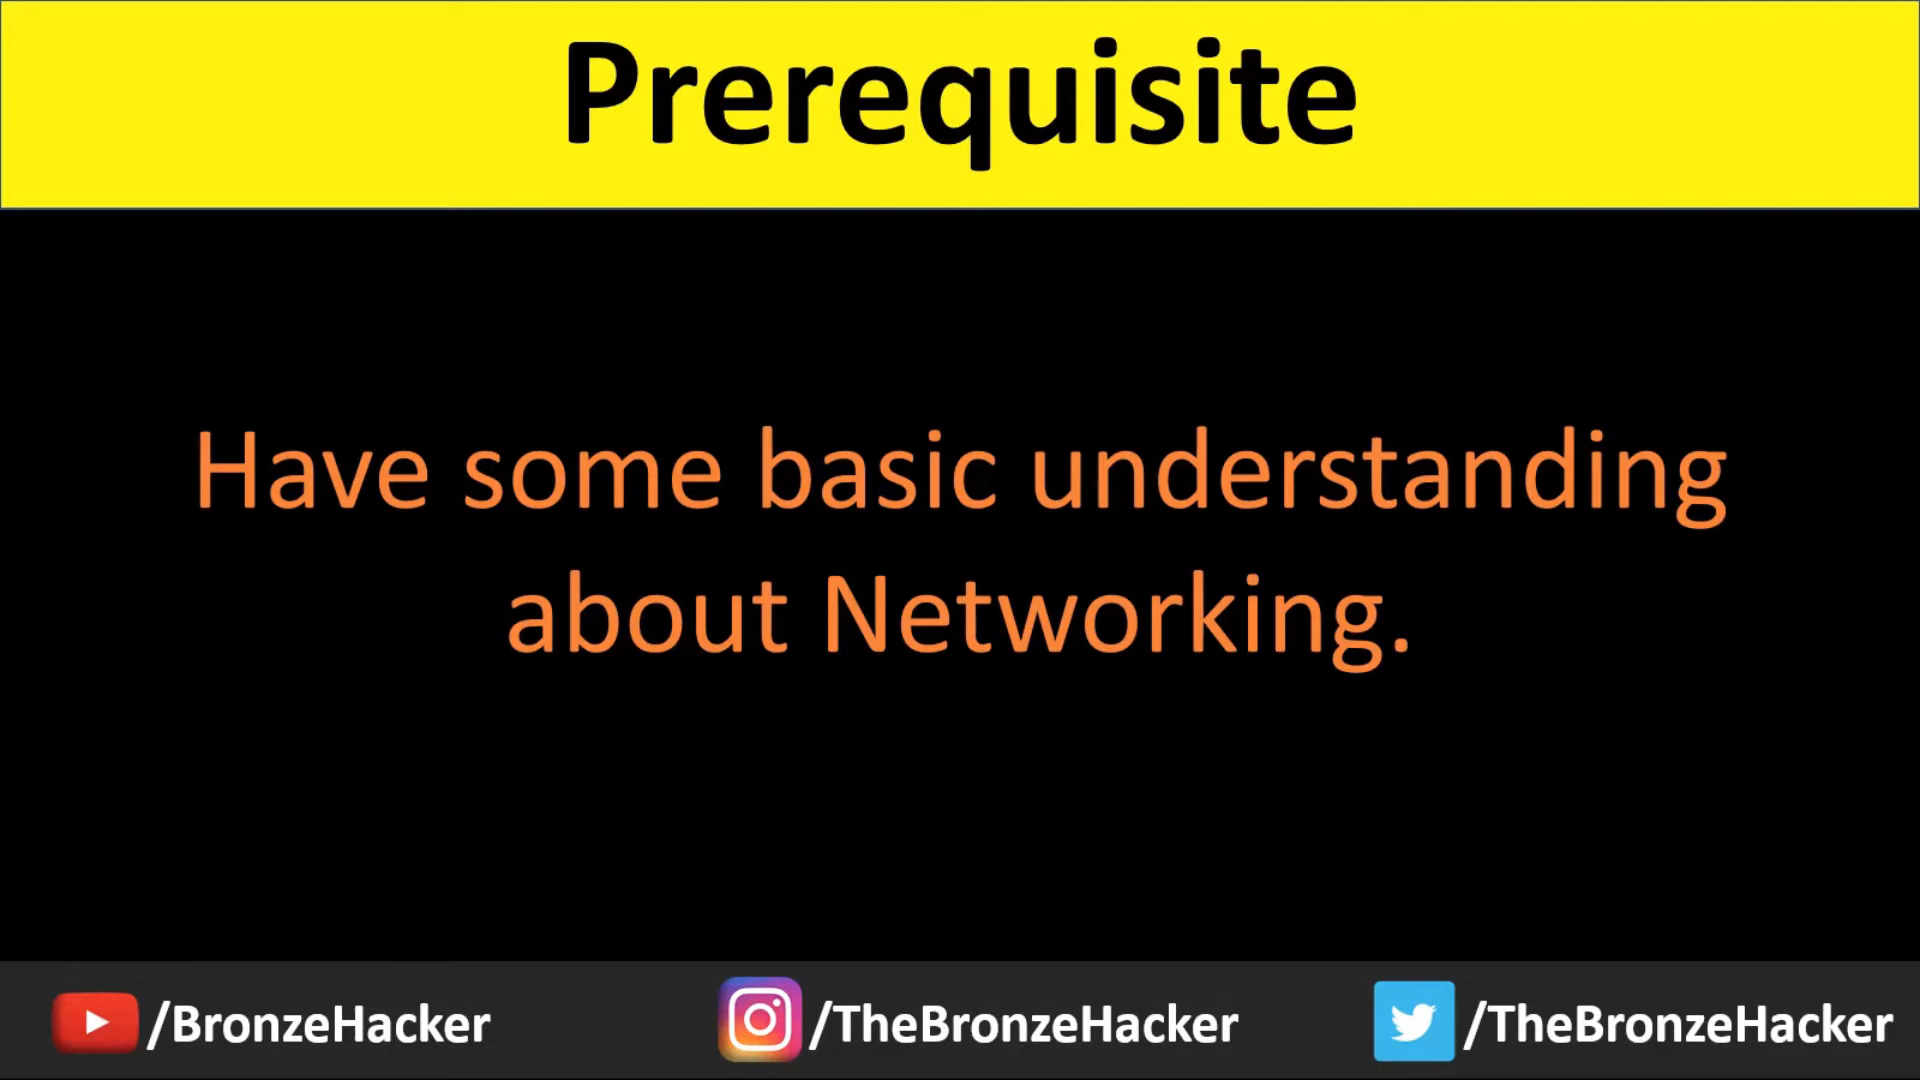 Prerequisite
Have some basic understanding
about Networking.
/BronzeHacker /TheBronzeHacker /TheBronzeHacker